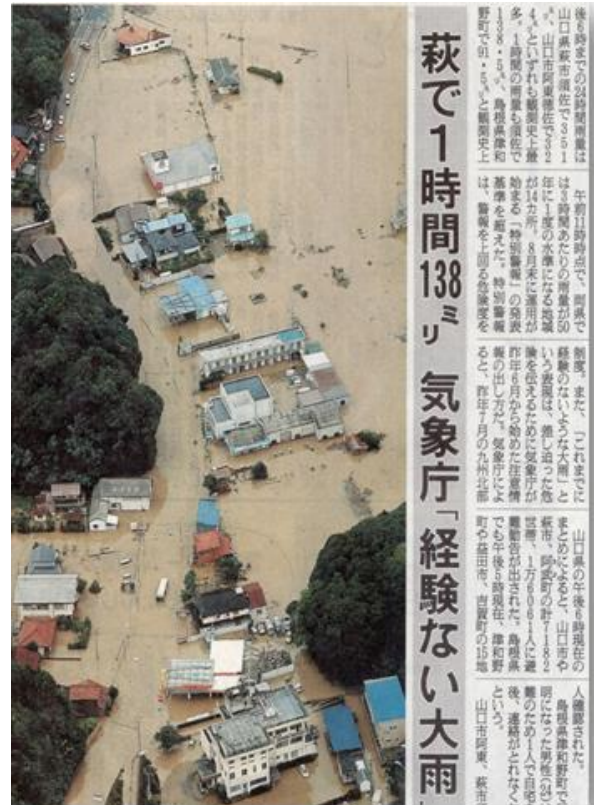 萩で1時間138ミリ 気象庁「経験ない大雨
後6時までの24時間雨量は
山口県萩市須佐で351
㍉、山口市阿東徳佐で32
4㍉といずれも観測史上最
多。1時間の雨量も須佐で
138・5㍉、島根県津和
野町で91・5㍉と観測史上
午前11時時点で、両県で
は3時間あたりの雨量が50
年に1度の水準になる地域
が14カ所。8月末に運用が
始まる「特別警報」の発表
基準を超えた。特別警報
は、警報を上回る危険度を
制度。また、「これまでに
経験のないような大雨」と
いう表現は、差し迫った危
険を伝えるために気象庁が
昨年6月から始めた注意情
報の出し方だ。気象庁によ
ると、昨年7月の九州北部
山口県の午後6時現在の
まとめによると、山口市や
萩市、阿武町の計7182
世帯、1万6061人に避
難勧告が出された。島根県
でも午後5時現在、津和野
町や益田市、吉賀町の15地
人確認された。
島根県津和野町で
明になった男性(24)
難のため1人で自宅
後、連絡がとれなく
という。
山口市阿東、萩市